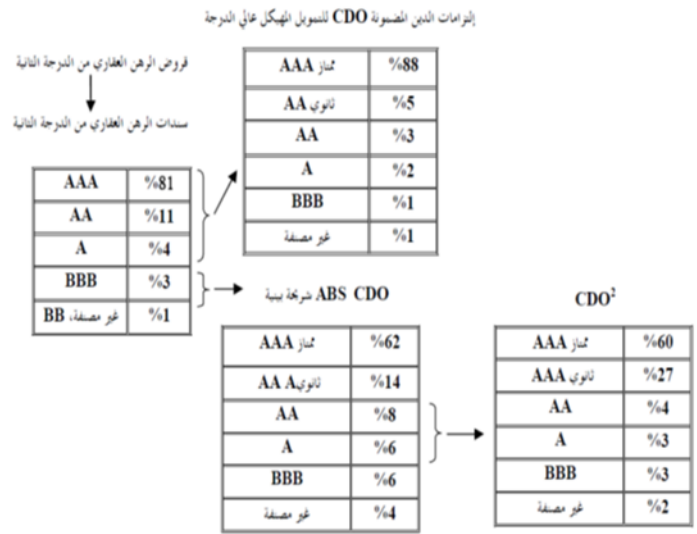 إلتزامات الدين المضمونة CDO للتمويل المهيكل عالي الدرجة
قروض الرهن العقاري من الدرجة الثانية
سندات الرهن العقاري من الدرجة الثانية
ممتاز AAA %88
ثانوي AA %5
AA %3
A %2
BBB %1
غير مصنفة %1
AAA %81
AA %11
A %4
BBB %3
غير مصنفة، BB %1
ABS CDO شريحة بينية
ممتاز AAA %62
ثانوي AA A %14
AA %8
A %6
BBB %6
غير مصنفة %4
CDO²
ممتاز AAA %60
ثانوي AAA %27
AA %4
A %3
BBB %3
غير مصنفة %2